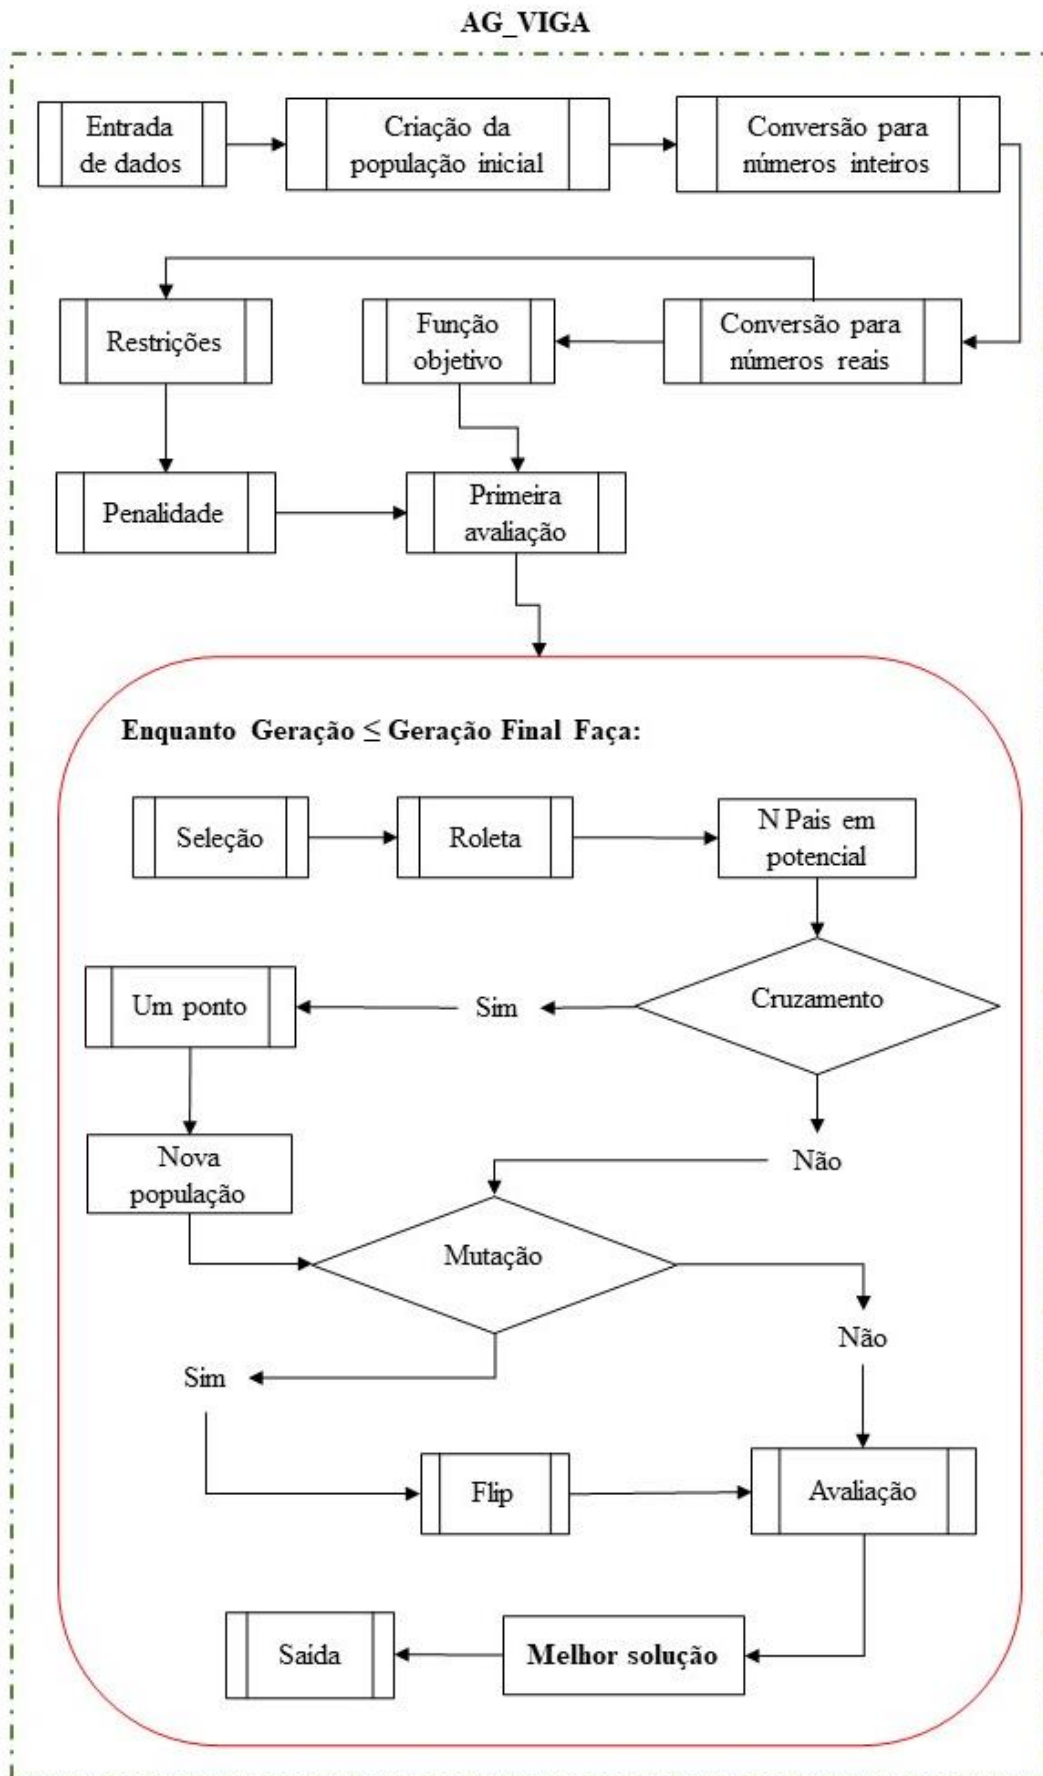 AG_VIGA
Entrada
de dados
Criação da
população inicial
Conversão para
números inteiros
Restrições
Função
objetivo
Conversão para
números reais
Penalidade
Primeira
avaliação
Enquanto Geração ≤ Geração Final Faça:
Seleção
Roleta
N Pais em
potencial
Um ponto
Sim
Cruzamento
Nova
população
Não
Mutação
Não
Sim
Flip
Avaliação
Saída
Melhor solução